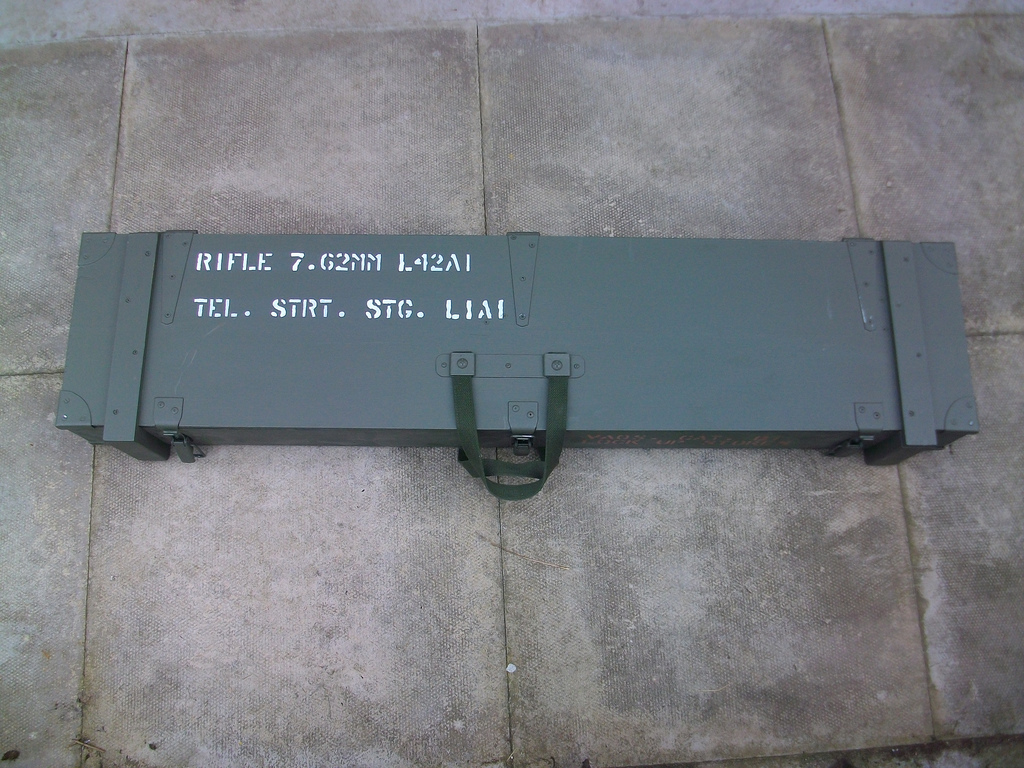 RIFLE 7.62MM L42A1
TEL. STRT. STG. L1A1